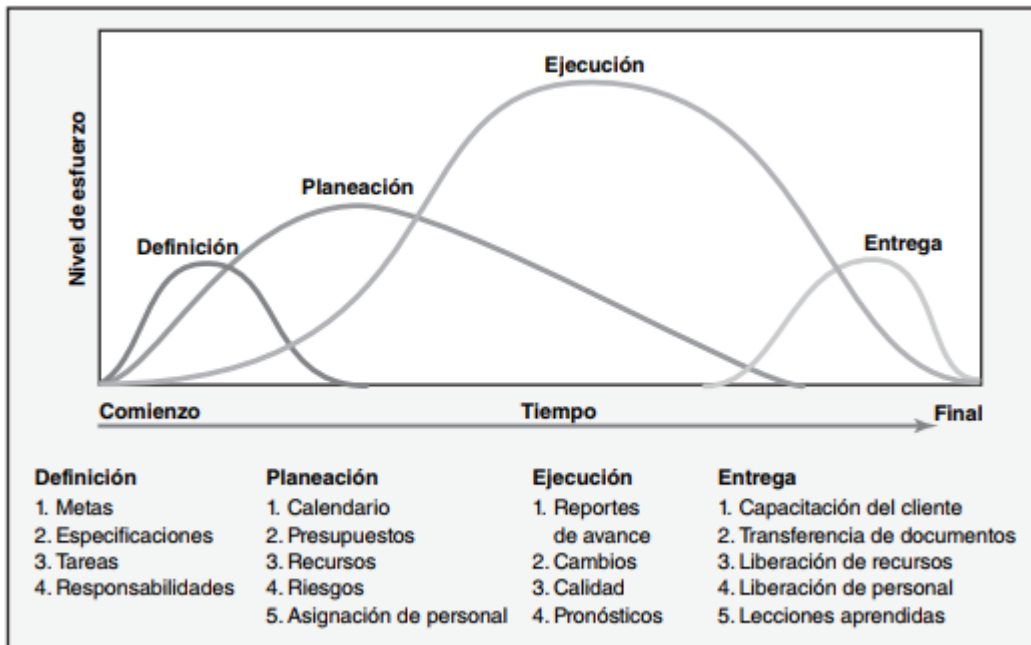 Nivel de esfuerzo
Ejecución
Planeación
Definición
Entrega
Comienzo
Tiempo
Final
Definición
1. Metas
2. Especificaciones
3. Tareas
4. Responsabilidades
Planeación
1. Calendario
2. Presupuestos
3. Recursos
4. Riesgos
5. Asignación de personal
Ejecución
1. Reportes
de avance
2. Cambios
3. Calidad
4. Pronósticos
Entrega
1. Capacitación del cliente
2. Transferencia de documentos
3. Liberación de recursos
4. Liberación de personal
5. Lecciones aprendidas